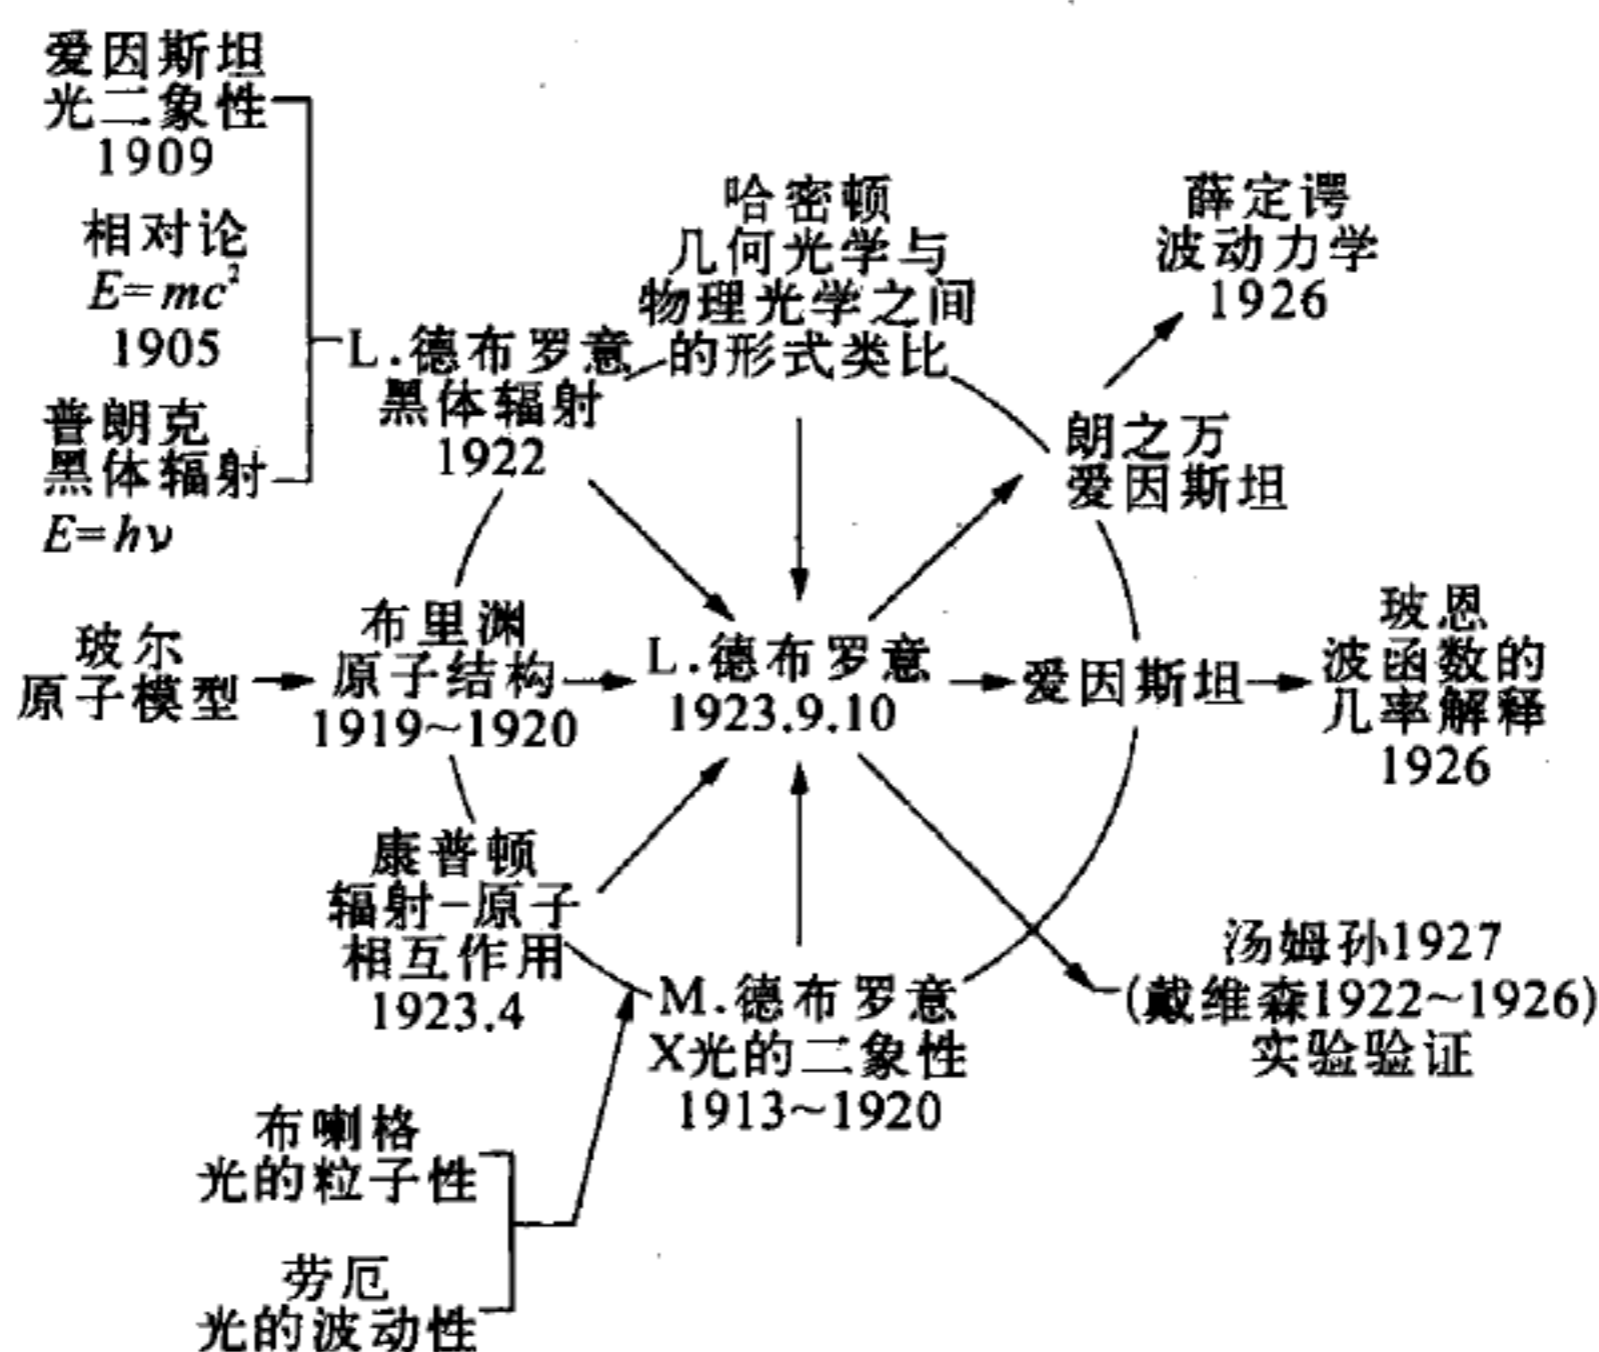 爱因斯坦
光二象性
1909
相对论
E=mc²
1905
普朗克
黑体辐射
E=hν
L.德布罗意
黑体辐射
1922
哈密顿
几何光学与
物理光学之间
的形式类比
薛定谔
波动力学
1926
朗之万
爱因斯坦
玻尔
原子模型
布里渊
原子结构
1919~1920
L.德布罗意
1923.9.10
爱因斯坦
玻恩
波函数的
几率解释
1926
康普顿
辐射-原子
相互作用
1923.4
M.德布罗意
X光的二象性
1913~1920
汤姆孙1927
(戴维森1922~1926)
实验验证
布喇格
光的粒子性
劳厄
光的波动性